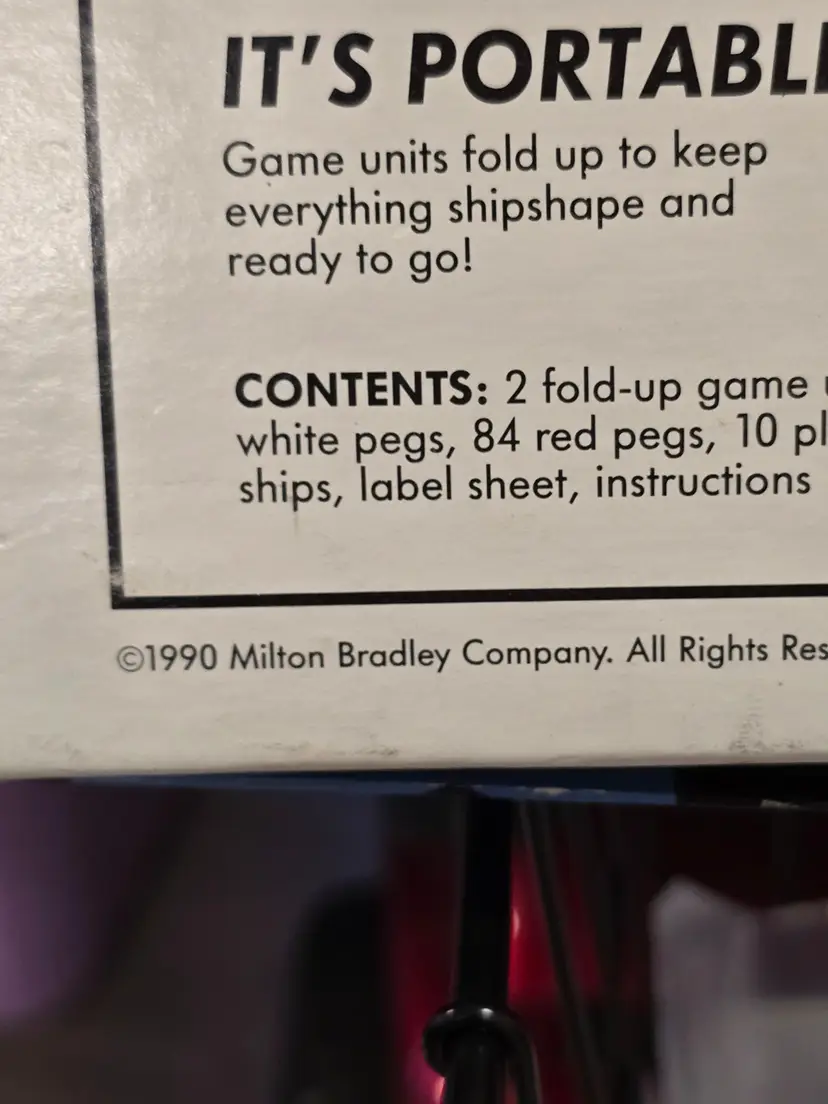 IT'S PORTABL
Game units fold up to keep
everything shipshape and
ready to go!
CONTENTS: 2 fold-up game
white pegs, 84 red pegs, 10 pl
ships, label sheet, instructions
©1990 Milton Bradley Company. All Rights Res